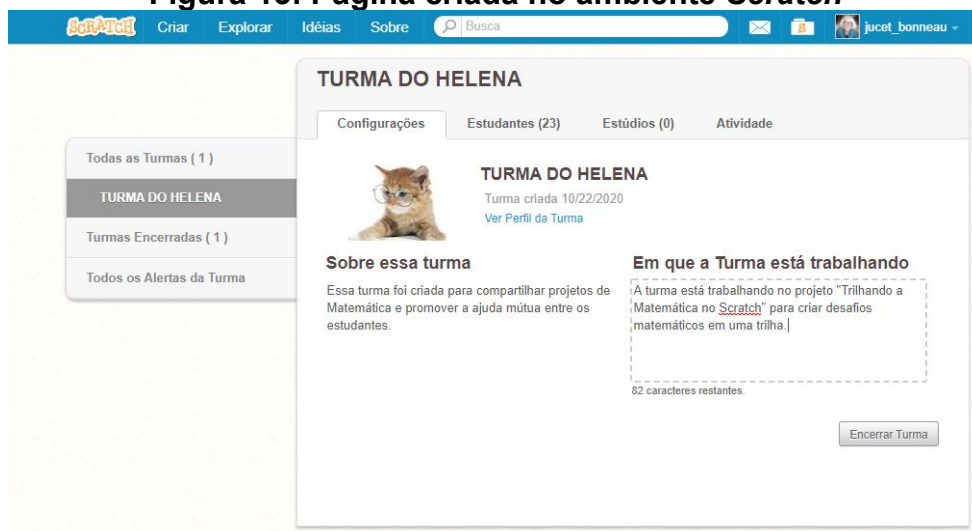 Figura 16: Página criada no ambiente Scratch
SCRATCH Criar Explorar Idéias Sobre Busca jucet_bonneau
TURMA DO HELENA
Configurações Estudantes (23) Estúdios (0) Atividade
Todas as Turmas ( 1 )
TURMA DO HELENA
Turmas Encerradas ( 1 )
Todos os Alertas da Turma
TURMA DO HELENA
Turma criada 10/22/2020
Ver Perfil da Turma
Sobre essa turma
Essa turma foi criada para compartilhar projetos de
Matemática e promover a ajuda mútua entre os
estudantes.
Em que a Turma está trabalhando
A turma está trabalhando no projeto "Trilhando a
Matemática no Scratch" para criar desafios
matemáticos em uma trilha.
82 caracteres restantes.
Encerrar Turma